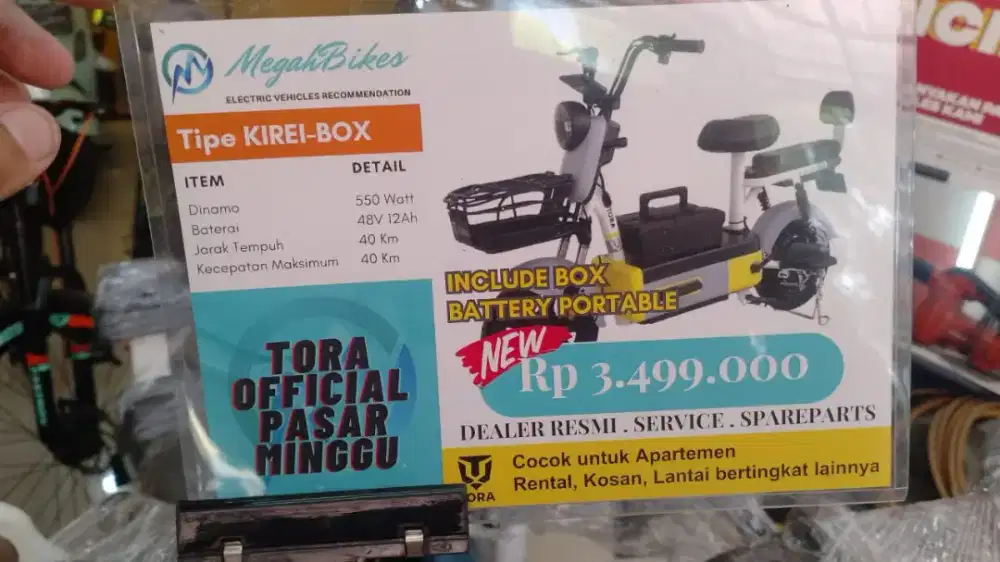 MegahBikes
ELECTRIC VEHICLES RECOMMENDATION
Tipe KIREI-BOX
ITEM DETAIL
Dinamo 550 Watt
Baterai 48V 12Ah
Jarak Tempuh 40 Km
Kecepatan Maksimum 40 Km
INCLUDE BOX
BATTERY PORTABLE
NEW
Rp 3.499.000
TORA
OFFICIAL
PASAR
MINGGU
DEALER RESMI . SERVICE . SPAREPARTS
Cocok untuk Apartemen
Rental, Kosan, Lantai bertingkat lainnya